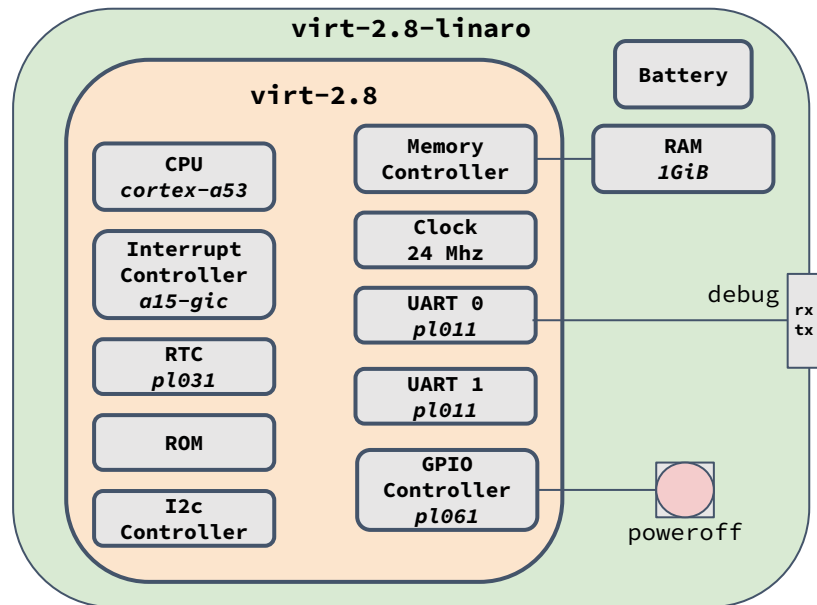 virt-2.8-linaro
virt-2.8
Battery
CPU
cortex-a53
Memory
Controller
RAM
1GiB
Interrupt
Controller
a15-gic
Clock
24 Mhz
UART 0
pl011
debug
rx
tx
RTC
pl031
UART 1
pl011
ROM
GPIO
Controller
pl061
I2c
Controller
poweroff